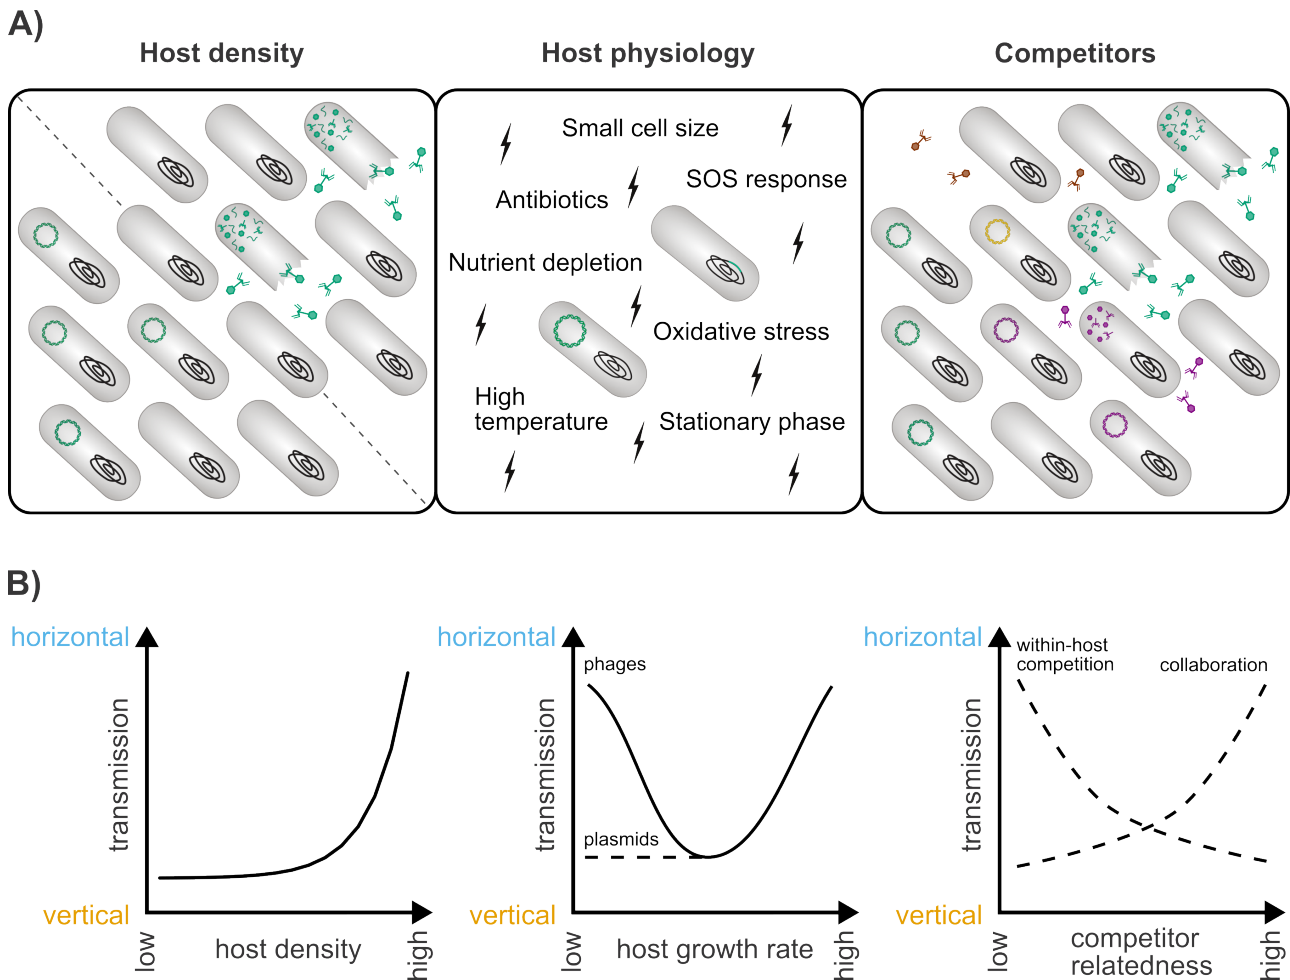 A)
Host density
Host physiology
Competitors
Small cell size
SOS response
Antibiotics
Nutrient depletion
Oxidative stress
High
temperature
Stationary phase
B)
horizontal
transmission
vertical
low
host density
high
horizontal
phages
plasmids
transmission
vertical
low
host growth rate
high
horizontal
within-host
competition
collaboration
transmission
vertical
low
competitor
relatedness
high